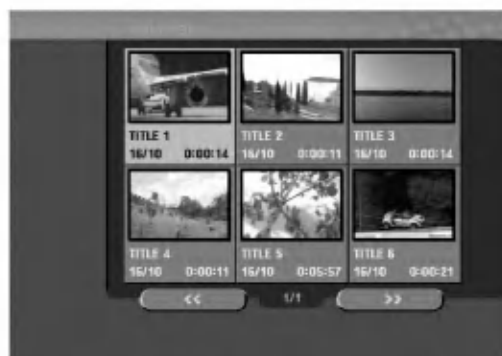 TITLE 1
16/10 0:00:14
TITLE 2
16/10 0:00:11
TITLE 3
16/10 0:00:14
TITLE 4
16/10 0:00:11
TITLE 5
16/10 0:05:57
TITLE 6
16/10 0:00:21
<< 1/1 >>